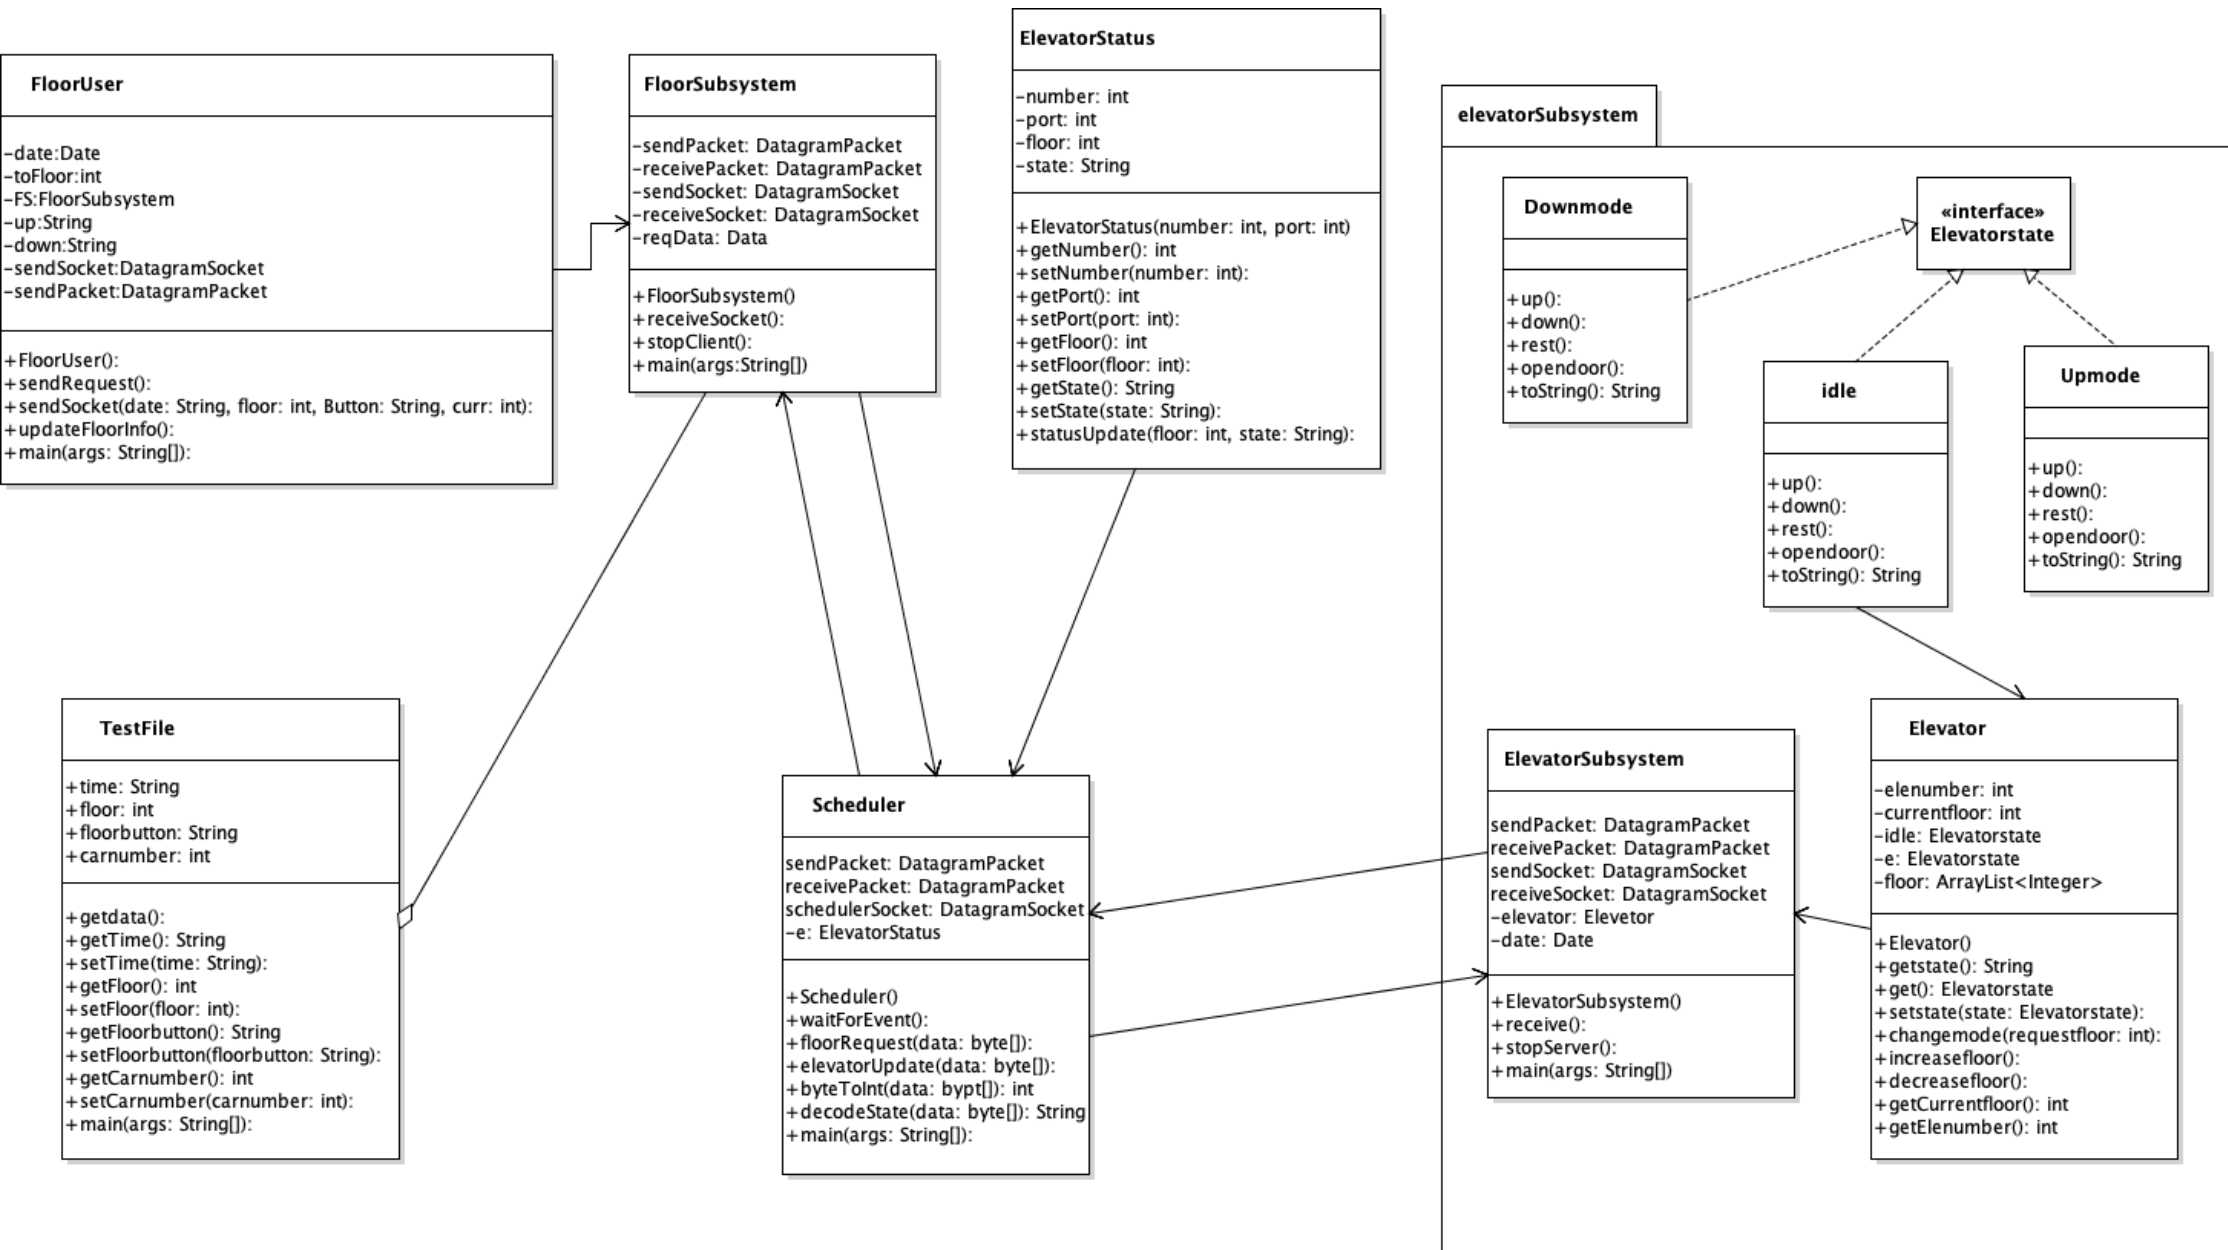 FloorUser
-date:Date
-toFloor:int
-FS:FloorSubsystem
-up:String
-down:String
-sendSocket:DatagramSocket
-sendPacket:DatagramPacket
+FloorUser():
+sendRequest():
+sendSocket(date: String, floor: int, Button: String, curr: int):
+updateFloorInfo():
+main(args: String[]):
FloorSubsystem
-sendPacket: DatagramPacket
-receivePacket: DatagramPacket
-sendSocket: DatagramSocket
-receiveSocket: DatagramSocket
-reqData: Data
+FloorSubsystem()
+receiveSocket():
+stopClient():
+main(args:String[])
ElevatorStatus
-number: int
-port: int
-floor: int
-state: String
+ElevatorStatus(number: int, port: int)
+getNumber(): int
+setNumber(number: int):
+getPort(): int
+setPort(port: int):
+getFloor(): int
+setFloor(floor: int):
+getState(): String
+setState(state: String):
+statusUpdate(floor: int, state: String):
elevatorSubsystem
Downmode
+up():
+down():
+rest():
+opendoor():
+toString(): String
«interface»
Elevatorstate
idle
+up():
+down():
+rest():
+opendoor():
+toString(): String
Upmode
+up():
+down():
+rest():
+opendoor():
+toString(): String
TestFile
+time: String
+floor: int
+floorbutton: String
+carnumber: int
+getdata():
+getTime(): String
+setTime(time: String):
+getFloor(): int
+setFloor(floor: int):
+getFloorbutton(): String
+setFloorbutton(floorbutton: String):
+getCarnumber(): int
+setCarnumber(carnumber: int):
+main(args: String[]):
Scheduler
sendPacket: DatagramPacket
receivePacket: DatagramPacket
schedulerSocket: DatagramSocket
-e: ElevatorStatus
+Scheduler()
+waitForEvent():
+floorRequest(data: byte[]):
+elevatorUpdate(data: byte[]):
+byteToInt(data: bypt[]): int
+decodeState(data: byte[]): String
+main(args: String[]):
ElevatorSubsystem
sendPacket: DatagramPacket
receivePacket: DatagramPacket
sendSocket: DatagramSocket
receiveSocket: DatagramSocket
-elevator: Elevetor
-date: Date
+ElevatorSubsystem()
+receive():
+stopServer():
+main(args: String[])
Elevator
-elenumber: int
-currentfloor: int
-idle: Elevatorstate
-e: Elevatorstate
-floor: ArrayList<Integer>
+Elevator()
+getstate(): String
+get(): Elevatorstate
+setstate(state: Elevatorstate):
+changemode(requestfloor: int):
+increasefloor():
+decreasefloor():
+getCurrentfloor(): int
+getElenumber(): int